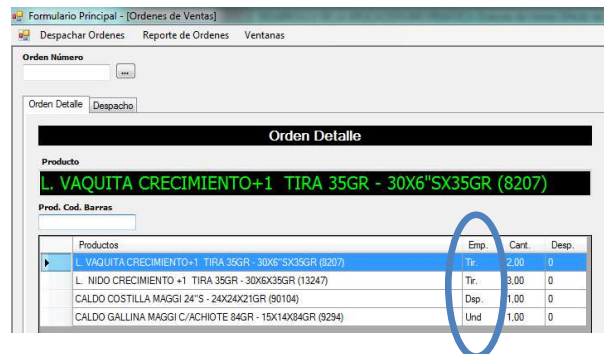 Formulario Principal - [Ordenes de Ventas]
Despachar Ordenes Reporte de Ordenes Ventanas
Orden Número
...
Orden Detalle Despacho
Orden Detalle
Producto
L. VAQUITA CRECIMIENTO+1 TIRA 35GR - 30X6"SX35GR (8207)
Prod. Cod. Barras
Productos Emp. Cant. Desp.
L. VAQUITA CRECIMIENTO+1 TIRA 35GR - 30X6"SX35GR (8207) Tir. 2,00 0
L. NIDO CRECIMIENTO +1 TIRA 35GR - 30X6X35GR (13247) Tir. 3,00 0
CALDO COSTILLA MAGGI 24"S - 24X24X21GR (90104) Dsp. 1,00 0
CALDO GALLINA MAGGI C/ACHIOTE 84GR - 15X14X84GR (9294) Und 1,00 0